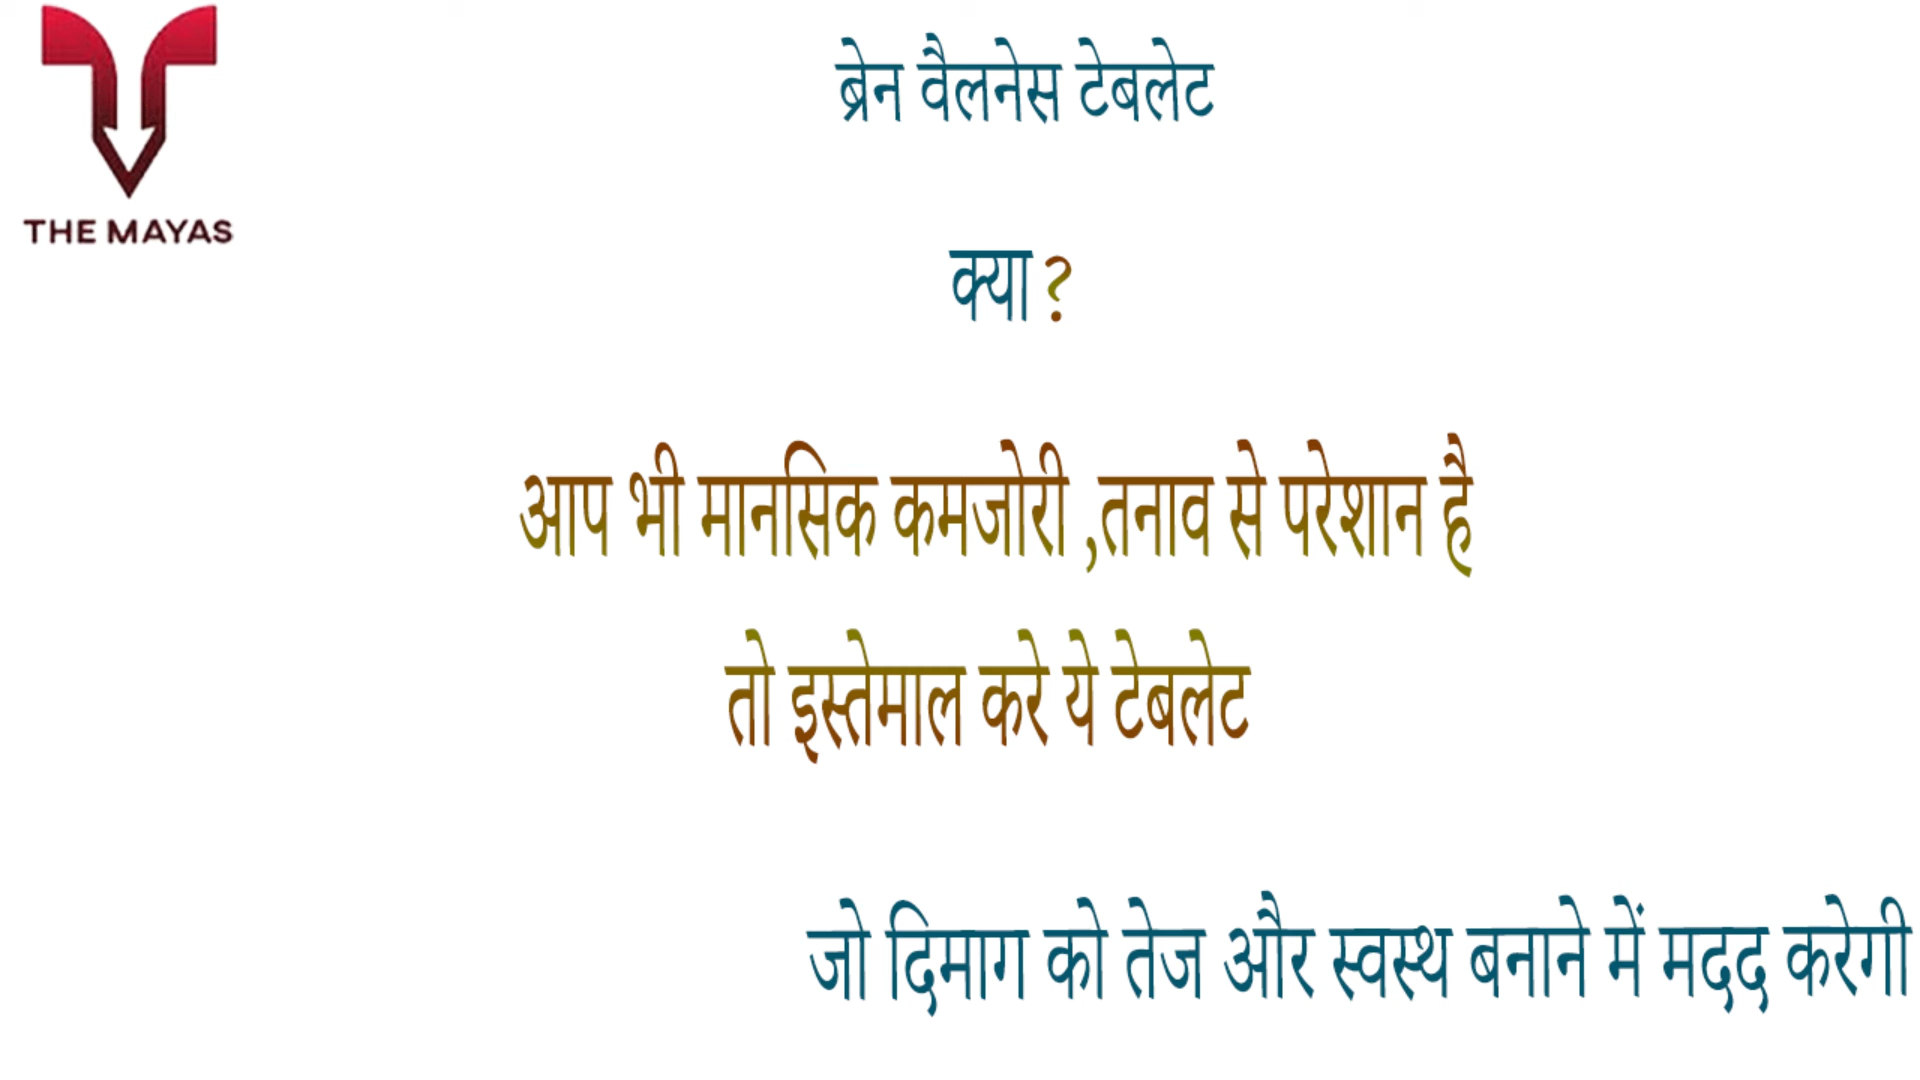 THE MAYAS
ब्रेन वैलनेस टेबलेट
क्या ?
आप भी मानसिक कमजोरी ,तनाव से परेशान है
तो इस्तेमाल करे ये टेबलेट
जो दिमाग को तेज और स्वस्थ बनाने में मदद करेगी